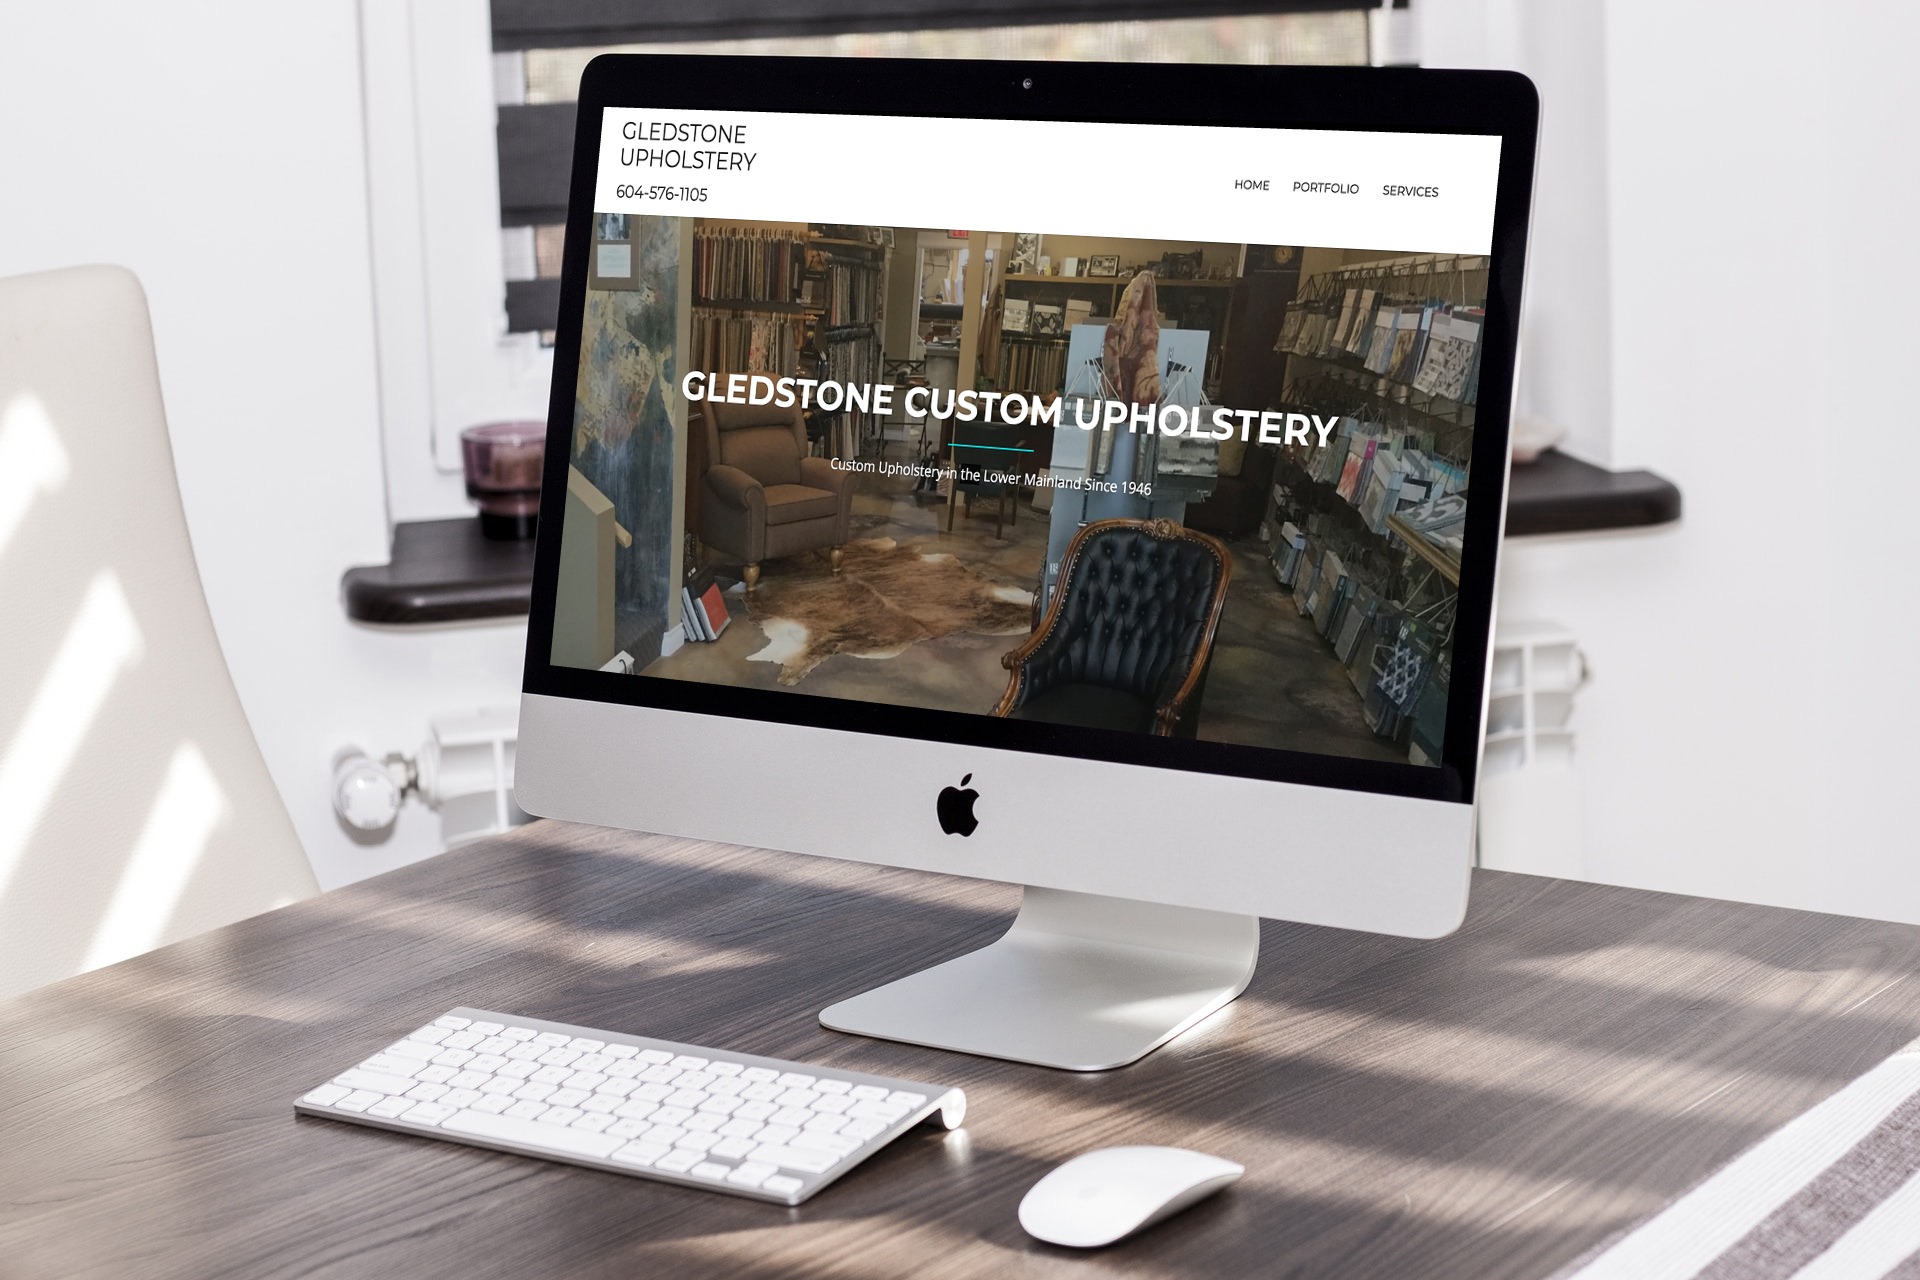 GLEDSTONE
UPHOLSTERY
604-576-1105
HOME PORTFOLIO SERVICES
GLEDSTONE CUSTOM UPHOLSTERY
Custom Upholstery in the Lower Mainland Since 1946